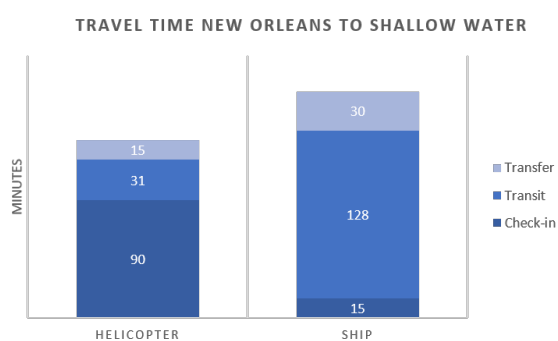 TRAVEL TIME NEW ORLEANS TO SHALLOW WATER
MINUTES
15
31
90
30
128
15
Transfer
Transit
Check-in
HELICOPTER
SHIP